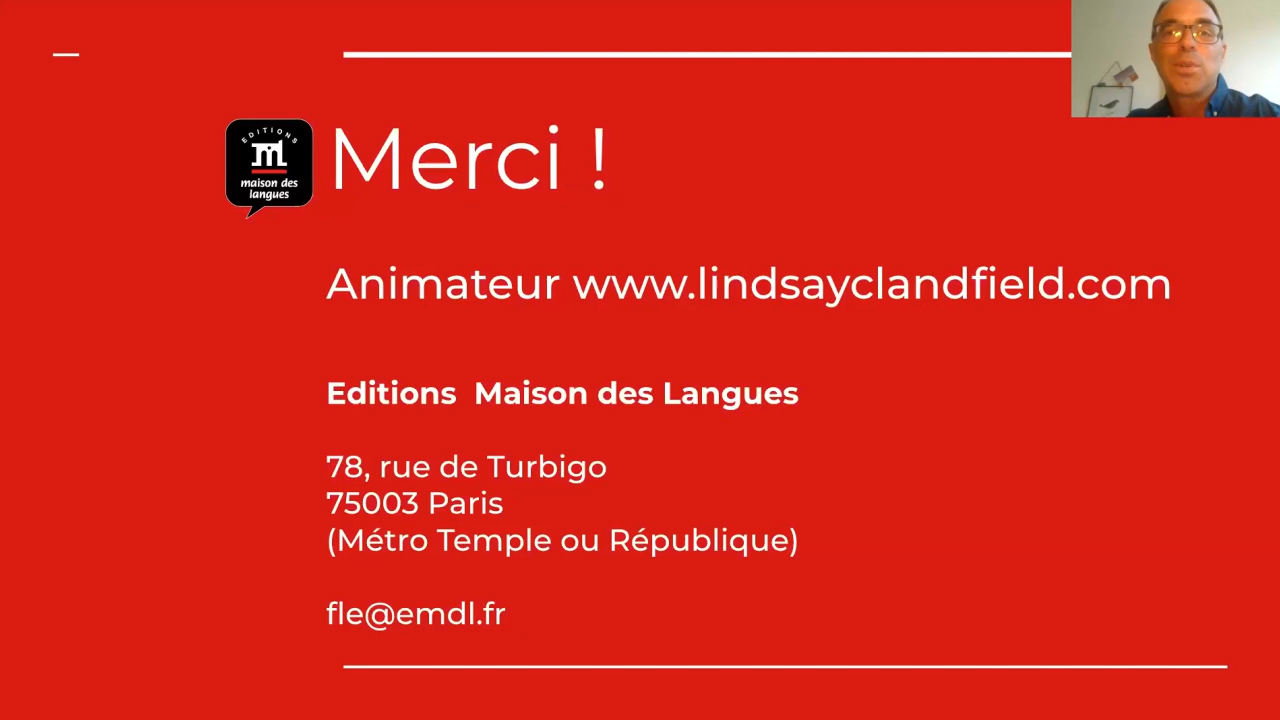 EDITIONS
maison des
langues
Merci !
Animateur www.lindsayclandfield.com
Editions Maison des Langues
78, rue de Turbigo
75003 Paris
(Métro Temple ou République)
fle@emdl.fr